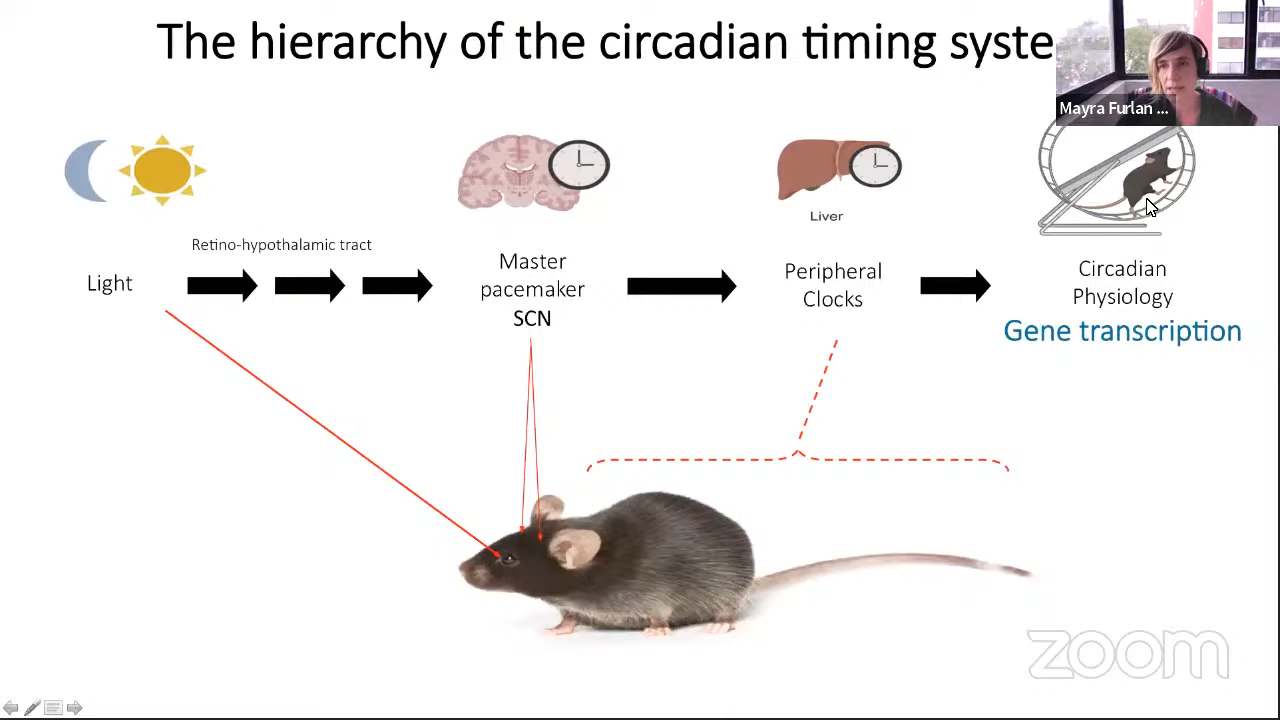 The hierarchy of the circadian timing syste
Mayra Furlan ...
Liver
Retino-hypothalamic tract
Light
Master
pacemaker
SCN
Peripheral
Clocks
Circadian
Physiology
Gene transcription
zoom